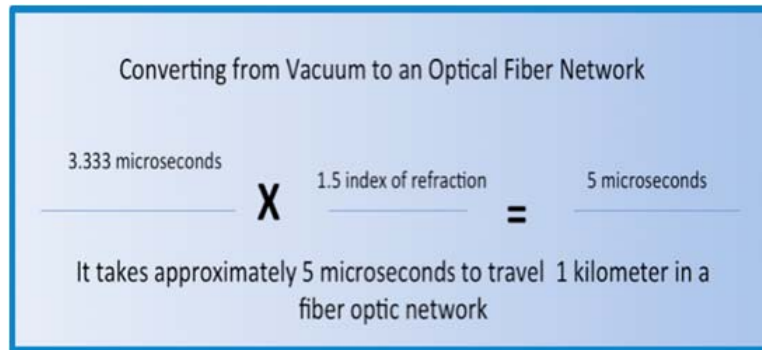 Converting from Vacuum to an Optical Fiber Network
3.333 microseconds
X
1.5 index of refraction
=
5 microseconds
It takes approximately 5 microseconds to travel 1 kilometer in a
fiber optic network